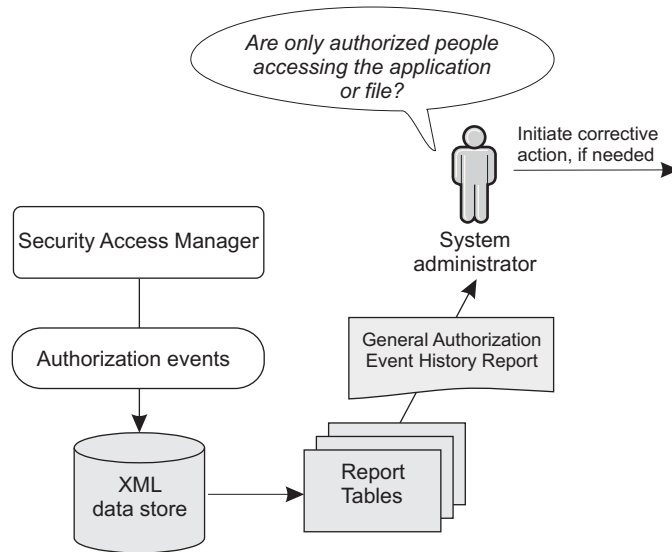 Are only authorized people
accessing the application
or file?
Initiate corrective
action, if needed
System
administrator
Security Access Manager
Authorization events
General Authorization
Event History Report
XML
data store
Report
Tables